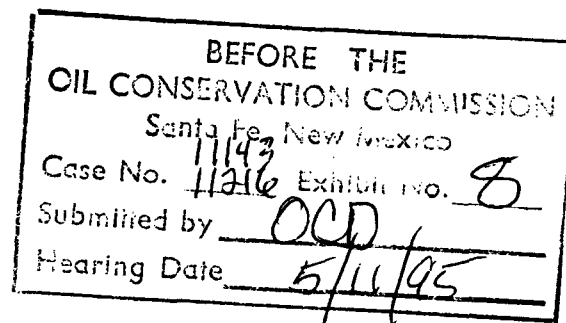 BEFORE THE
OIL CONSERVATION COMMISSION
Santa Fe, New Mexico
11143
Case No. 11216 Exhibit No. 8
Submitted by OCD
Hearing Date 5/11/95